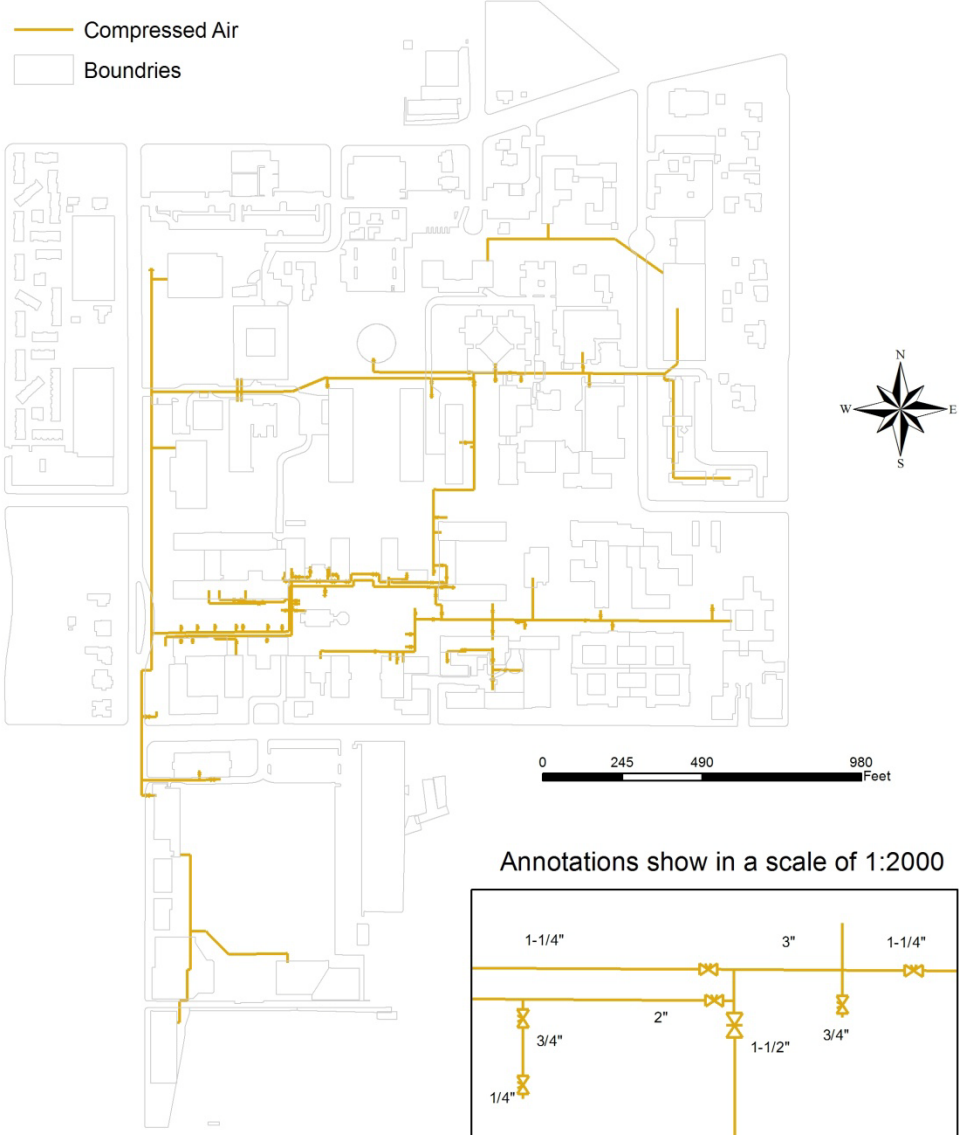 Compressed Air
Boundries
N
W E
S
0 245 490 980
Feet
Annotations show in a scale of 1:2000
1-1/4" 3" 1-1/4"
2"
3/4" 1-1/2" 3/4"
1/4"